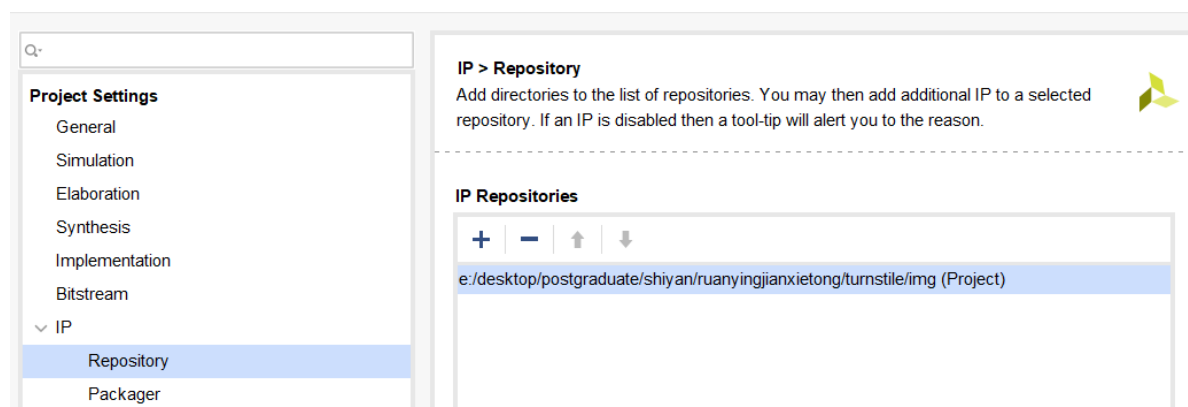 Project Settings
General
Simulation
Elaboration
Synthesis
Implementation
Bitstream
IP
Repository
Packager
IP > Repository
Add directories to the list of repositories. You may then add additional IP to a selected
repository. If an IP is disabled then a tool-tip will alert you to the reason.
IP Repositories
e:/desktop/postgraduate/shiyan/ruanyingjianxietong/turnstile/img (Project)